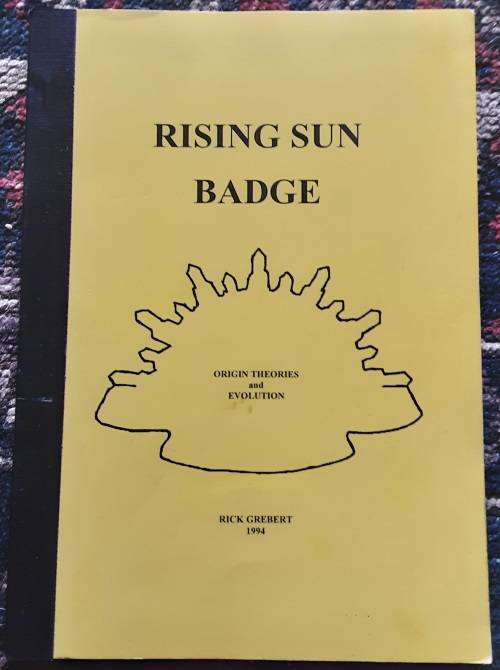 RISING SUN
BADGE
ORIGIN THEORIES
and
EVOLUTION
RICK GREBERT
1994